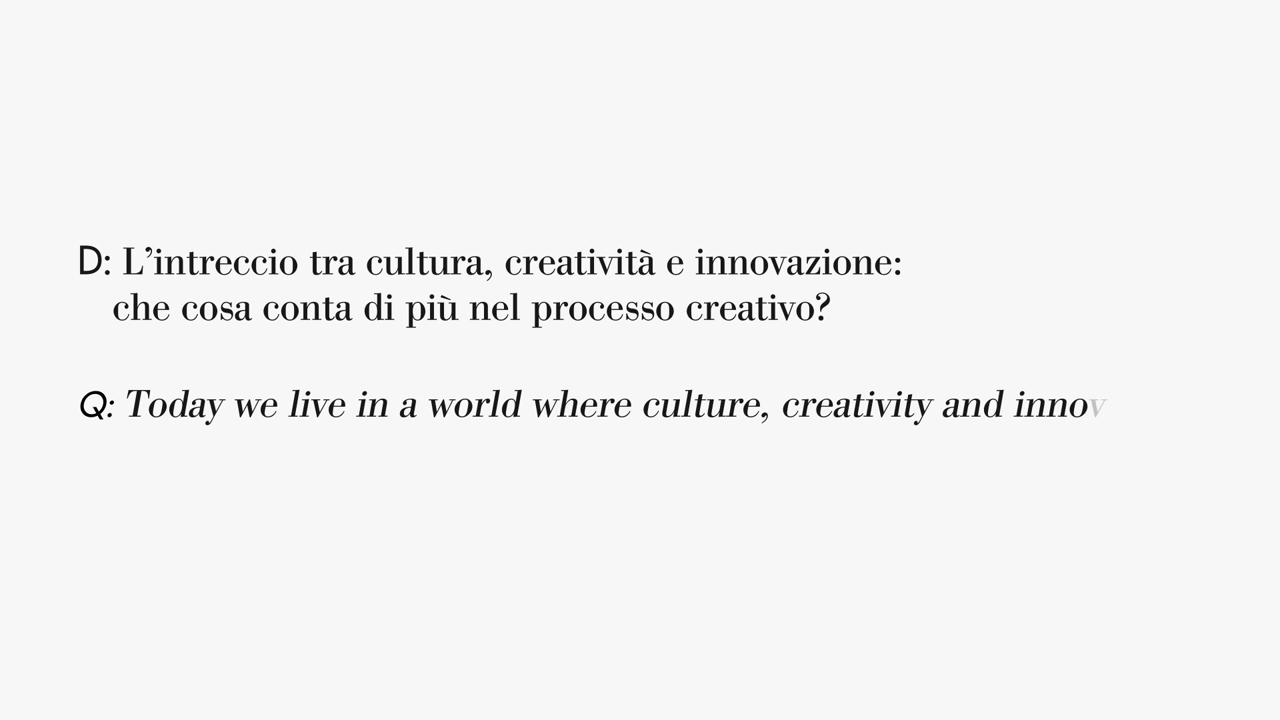 D: L’intreccio tra cultura, creatività e innovazione:
che cosa conta di più nel processo creativo?
Q: Today we live in a world where culture, creativity and innov